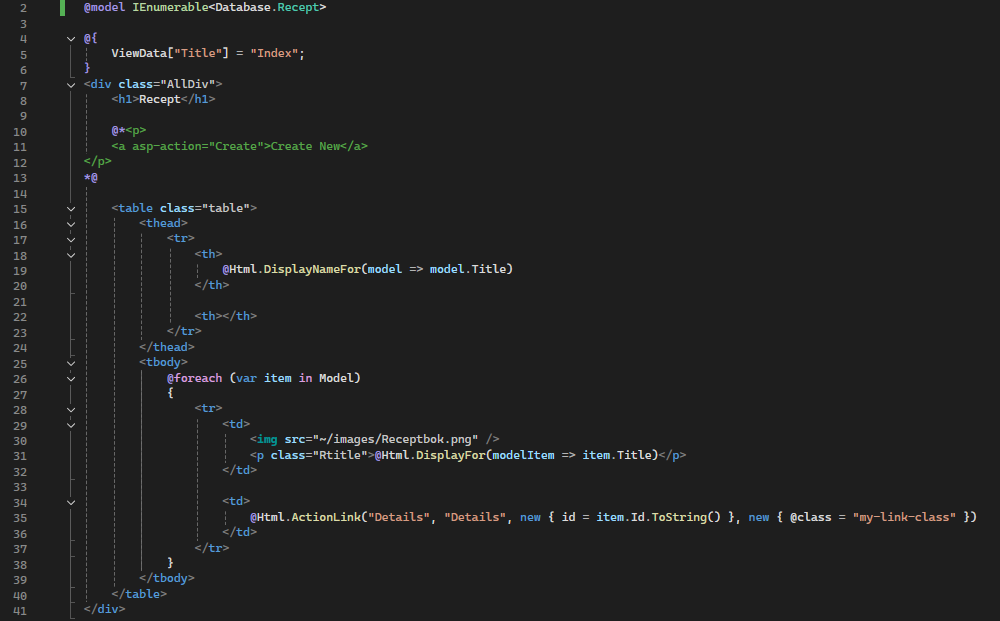 2 @model IEnumerable<Database.Recept>
3
4 @{
5 ViewData["Title"] = "Index";
6 }
7 <div class="AllDiv">
8 <h1>Recept</h1>
9
10 @*<p>
11 <a asp-action="Create">Create New</a>
12 </p>
13 *@
14
15 <table class="table">
16 <thead>
17 <tr>
18 <th>
19 @Html.DisplayNameFor(model => model.Title)
20 </th>
21
22 <th></th>
23 </tr>
24 </thead>
25 <tbody>
26 @foreach (var item in Model)
27 {
28 <tr>
29 <td>
30 <img src="~/images/Receptbok.png" />
31 <p class="Rtitle">@Html.DisplayFor(modelItem => item.Title)</p>
32 </td>
33
34 <td>
35 @Html.ActionLink("Details", "Details", new { id = item.Id.ToString() }, new { @class = "my-link-class" })
36 </td>
37 </tr>
38 }
39 </tbody>
40 </table>
41 </div>